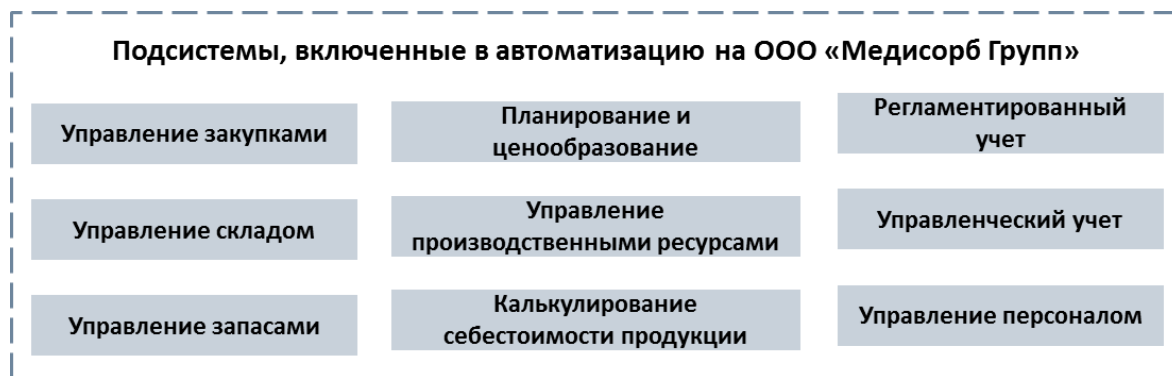 Подсистемы, включенные в автоматизацию на ООО «Медисорб Групп»
Управление закупками
Планирование и
ценообразование
Регламентированный
учет
Управление складом
Управление
производственными ресурсами
Управленческий учет
Управление запасами
Калькулирование
себестоимости продукции
Управление персоналом